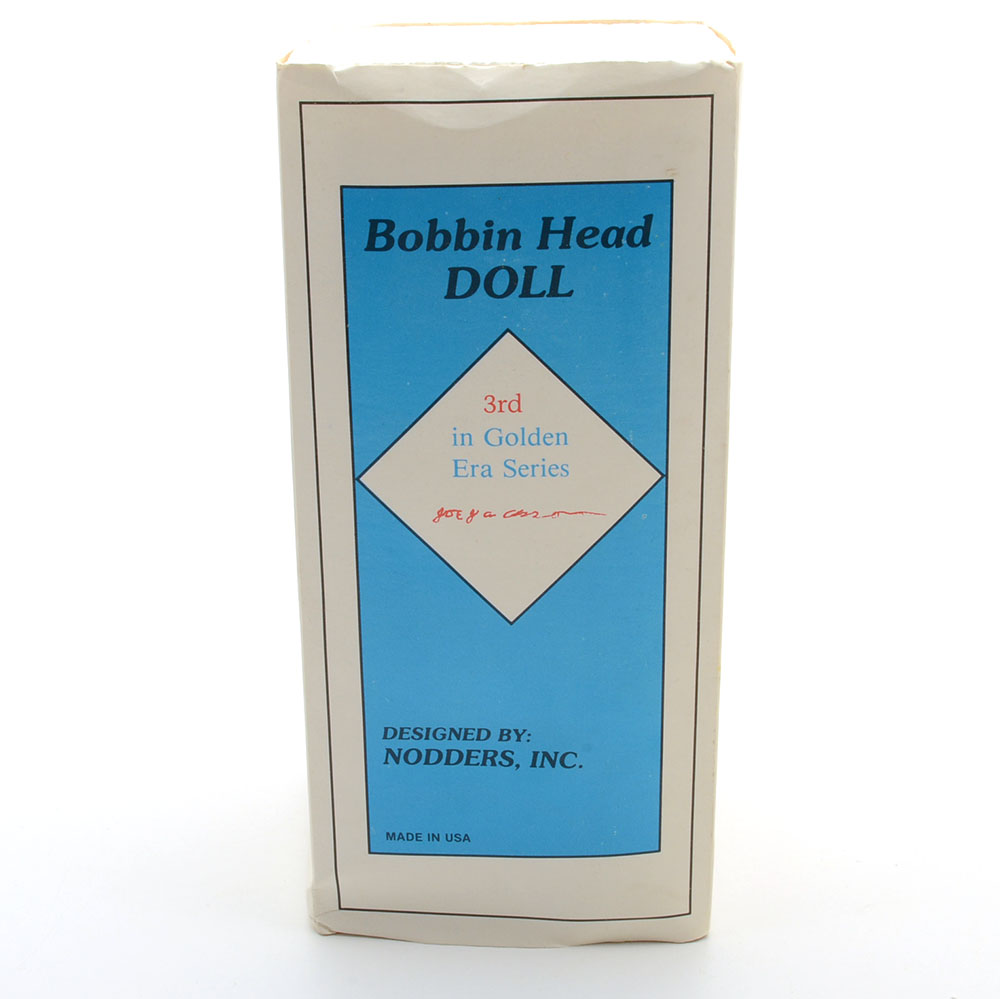 Bobbin Head
DOLL
3rd
in Golden
Era Series
DESIGNED BY:
NODDERS, INC.
MADE IN USA